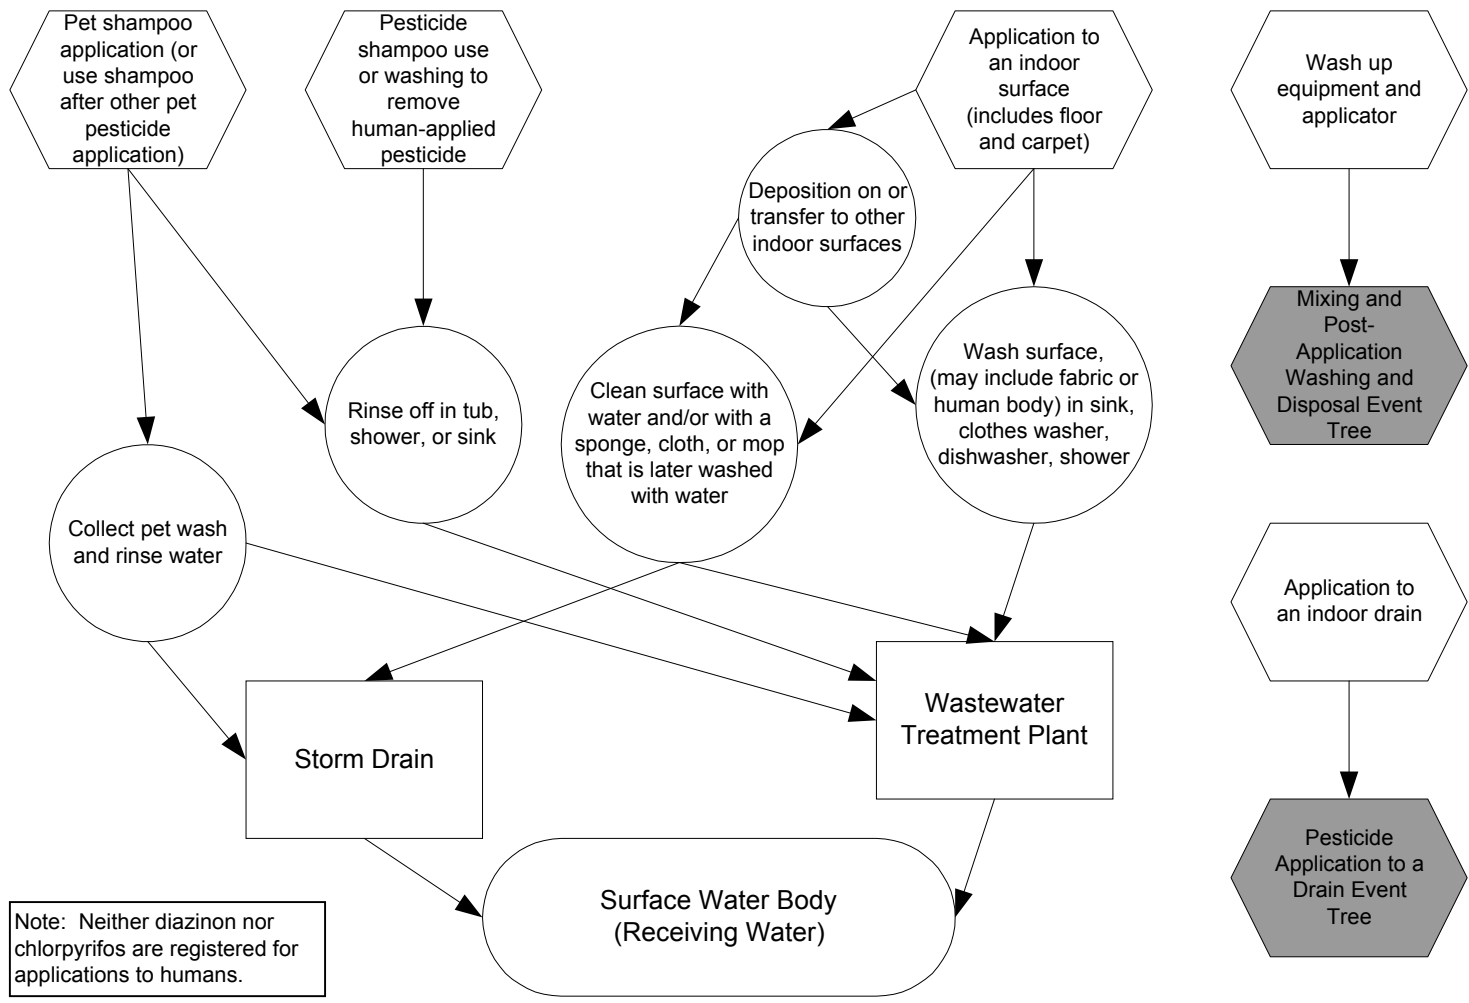 Pet shampoo
application (or
use shampoo
after other pet
pesticide
application)
Pesticide
shampoo use
or washing to
remove
human-applied
pesticide
Application to
an indoor
surface
(includes floor
and carpet)
Wash up
equipment and
applicator
Deposition on or
transfer to other
indoor surfaces
Mixing and
Post-
Application
Washing and
Disposal Event
Tree
Rinse off in tub,
shower, or sink
Clean surface with
water and/or with a
sponge, cloth, or mop
that is later washed
with water
Wash surface,
(may include fabric or
human body) in sink,
clothes washer,
dishwasher, shower
Collect pet wash
and rinse water
Application to
an indoor drain
Storm Drain
Wastewater
Treatment Plant
Pesticide
Application to a
Drain Event
Tree
Surface Water Body
(Receiving Water)
Note:  Neither diazinon nor
chlorpyrifos are registered for
applications to humans.